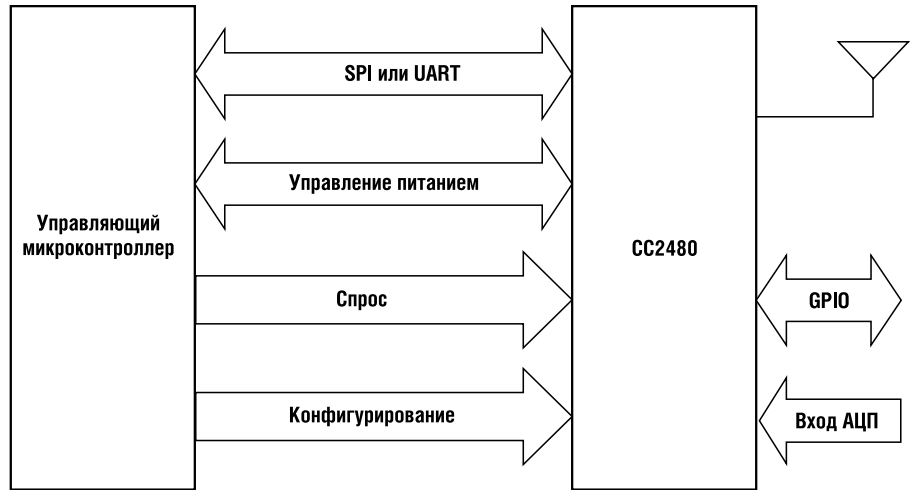 SPI или UART
Управление питанием
Управляющий
микроконтроллер
CC2480
Спрос
GPIO
Конфигурирование
Вход АЦП